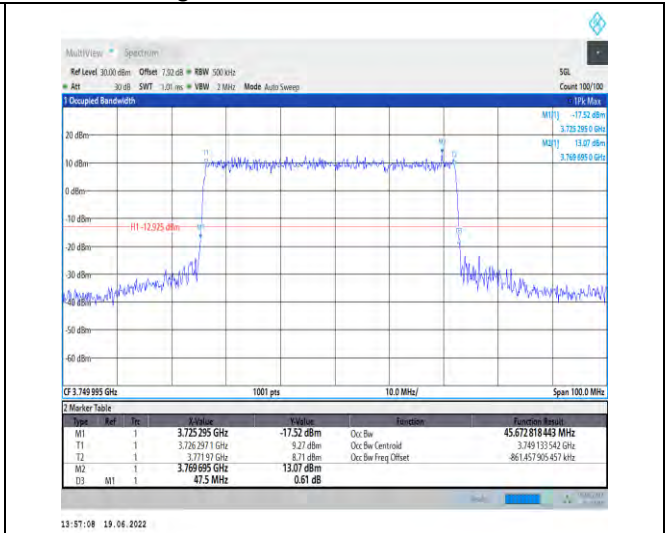 MultiView Spectrum
Ref Level 30.00 dBm Offset 7.92 dB RBW 500 kHz SGL
Att 30 dB SWT 1.01 ms VBW 2 MHz Mode Auto Sweep Count 100/100
1 Occupied Bandwidth 1Pk Max
M1[1] -17.52 dBm
3.725 295 0 GHz
M2[1] 13.07 dBm
3.769 695 0 GHz
20 dBm
M2
T1 T2
10 dBm
0 dBm
-10 dBm
H1 -12.925 dBm
M1
D3
-20 dBm
-30 dBm
-40 dBm
-50 dBm
-60 dBm
CF 3.749 995 GHz 1001 pts 10.0 MHz/ Span 100.0 MHz
2 Marker Table
Type Ref Trc X-Value Y-Value Function Function Result
M1 1 3.725 295 GHz -17.52 dBm Occ Bw 45.672 818 443 MHz
T1 1 3.726 297 1 GHz 9.27 dBm Occ Bw Centroid 3.749 133 542 GHz
T2 1 3.771 97 GHz 8.71 dBm Occ Bw Freq Offset -861.457 905 457 kHz
M2 1 3.769 695 GHz 13.07 dBm
D3 M1 1 47.5 MHz 0.61 dB
13:57:08 19.06.2022